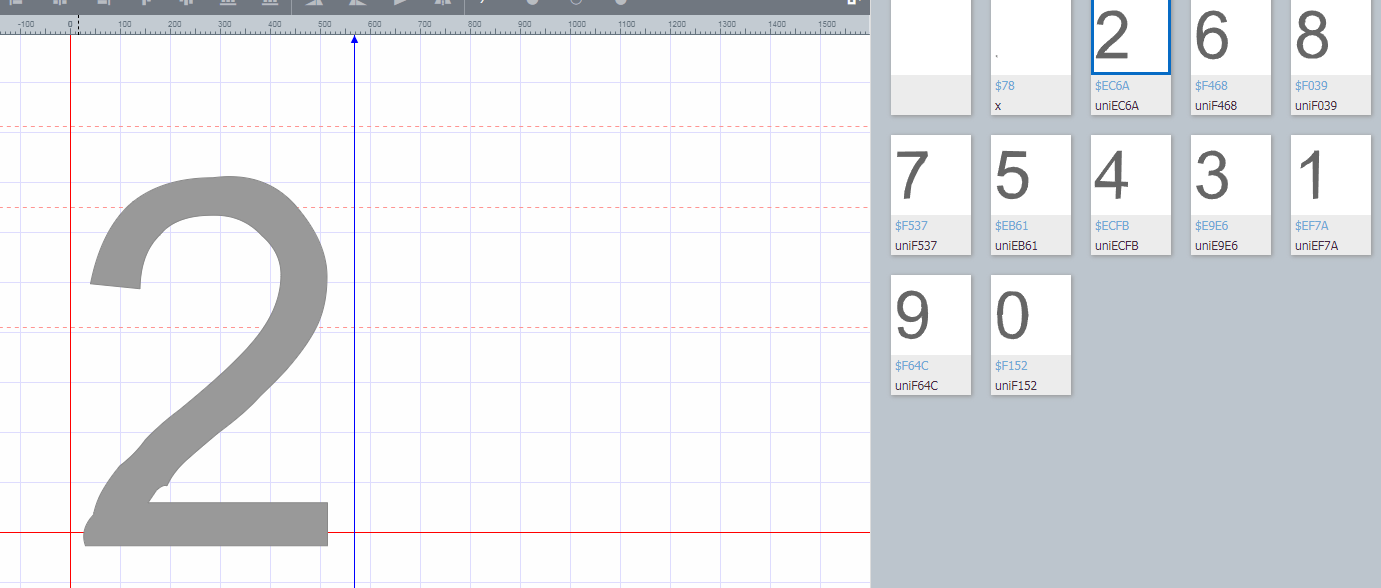 -100 0 100 200 300 400 500 600 700 800 900 1000 1100 1200 1300 1400 1500
2
. 2 6 8
$78 $EC6A $F468 $F039
x uniEC6A uniF468 uniF039
7 5 4 3 1
$F537 $EB61 $ECFB $E9E6 $EF7A
uniF537 uniEB61 uniECFB uniE9E6 uniEF7A
9 0
$F64C $F152
uniF64C uniF152